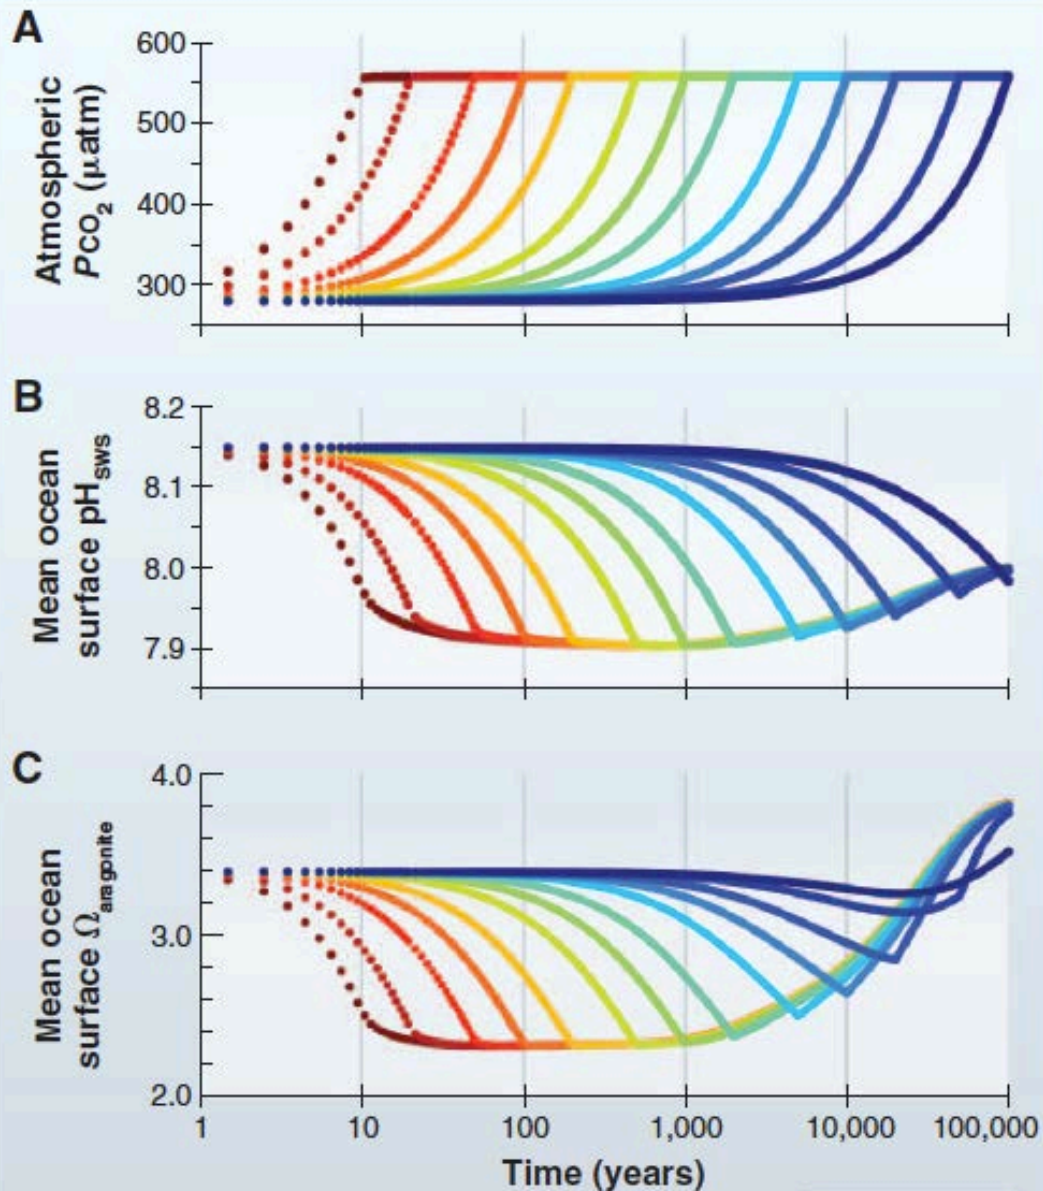 A
Atmospheric
PCO₂ (μatm)
600
500
400
300
B
Mean ocean
surface pHSWS
8.2
8.1
8.0
7.9
C
Mean ocean
surface Ωaragonite
4.0
3.0
2.0
1 10 100 1,000 10,000 100,000
Time (years)